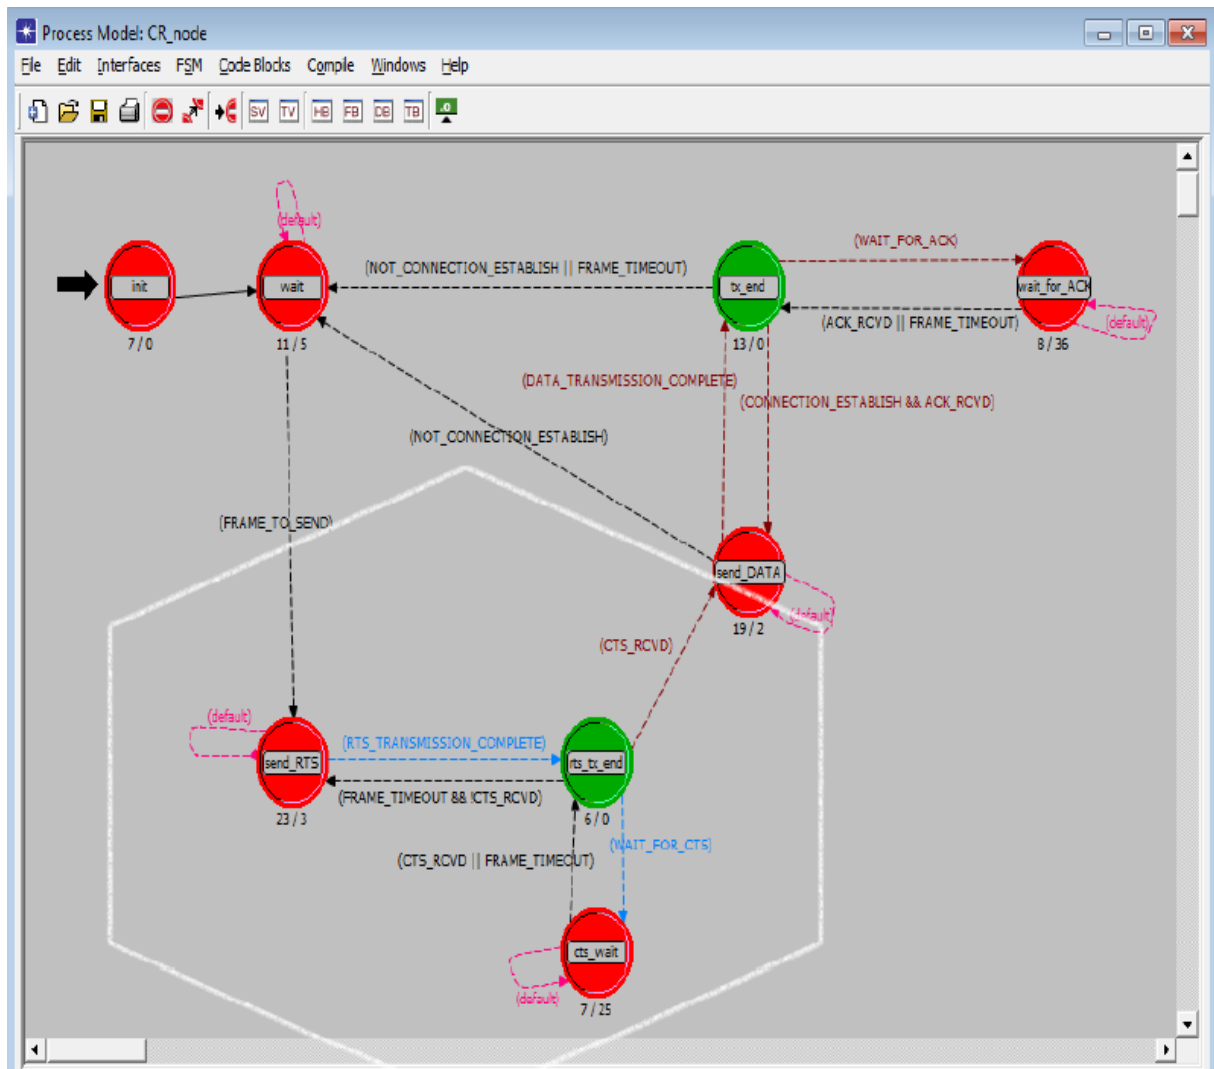 Process Model: CR_node
File Edit Interfaces FSM Code Blocks Compile Windows Help
SV TV HB FB DB TB .0
(default)
(WAIT_FOR_ACK)
(NOT_CONNECTION_ESTABLISH || FRAME_TIMEOUT)
init wait tx_end wait_for_ACK
(ACK_RCVD || FRAME_TIMEOUT) (default)
7 / 0 11 / 5 13 / 0 8 / 36
(DATA_TRANSMISSION_COMPLETE)
(CONNECTION_ESTABLISH && ACK_RCVD)
(NOT_CONNECTION_ESTABLISH)
(FRAME_TO_SEND)
send_DATA
(default)
19 / 2
(CTS_RCVD)
(default)
(RTS_TRANSMISSION_COMPLETE)
send_RTS rts_tx_end
(FRAME_TIMEOUT && !CTS_RCVD)
23 / 3 6 / 0
(WAIT_FOR_CTS)
(CTS_RCVD || FRAME_TIMEOUT)
cts_wait
(default)
7 / 25